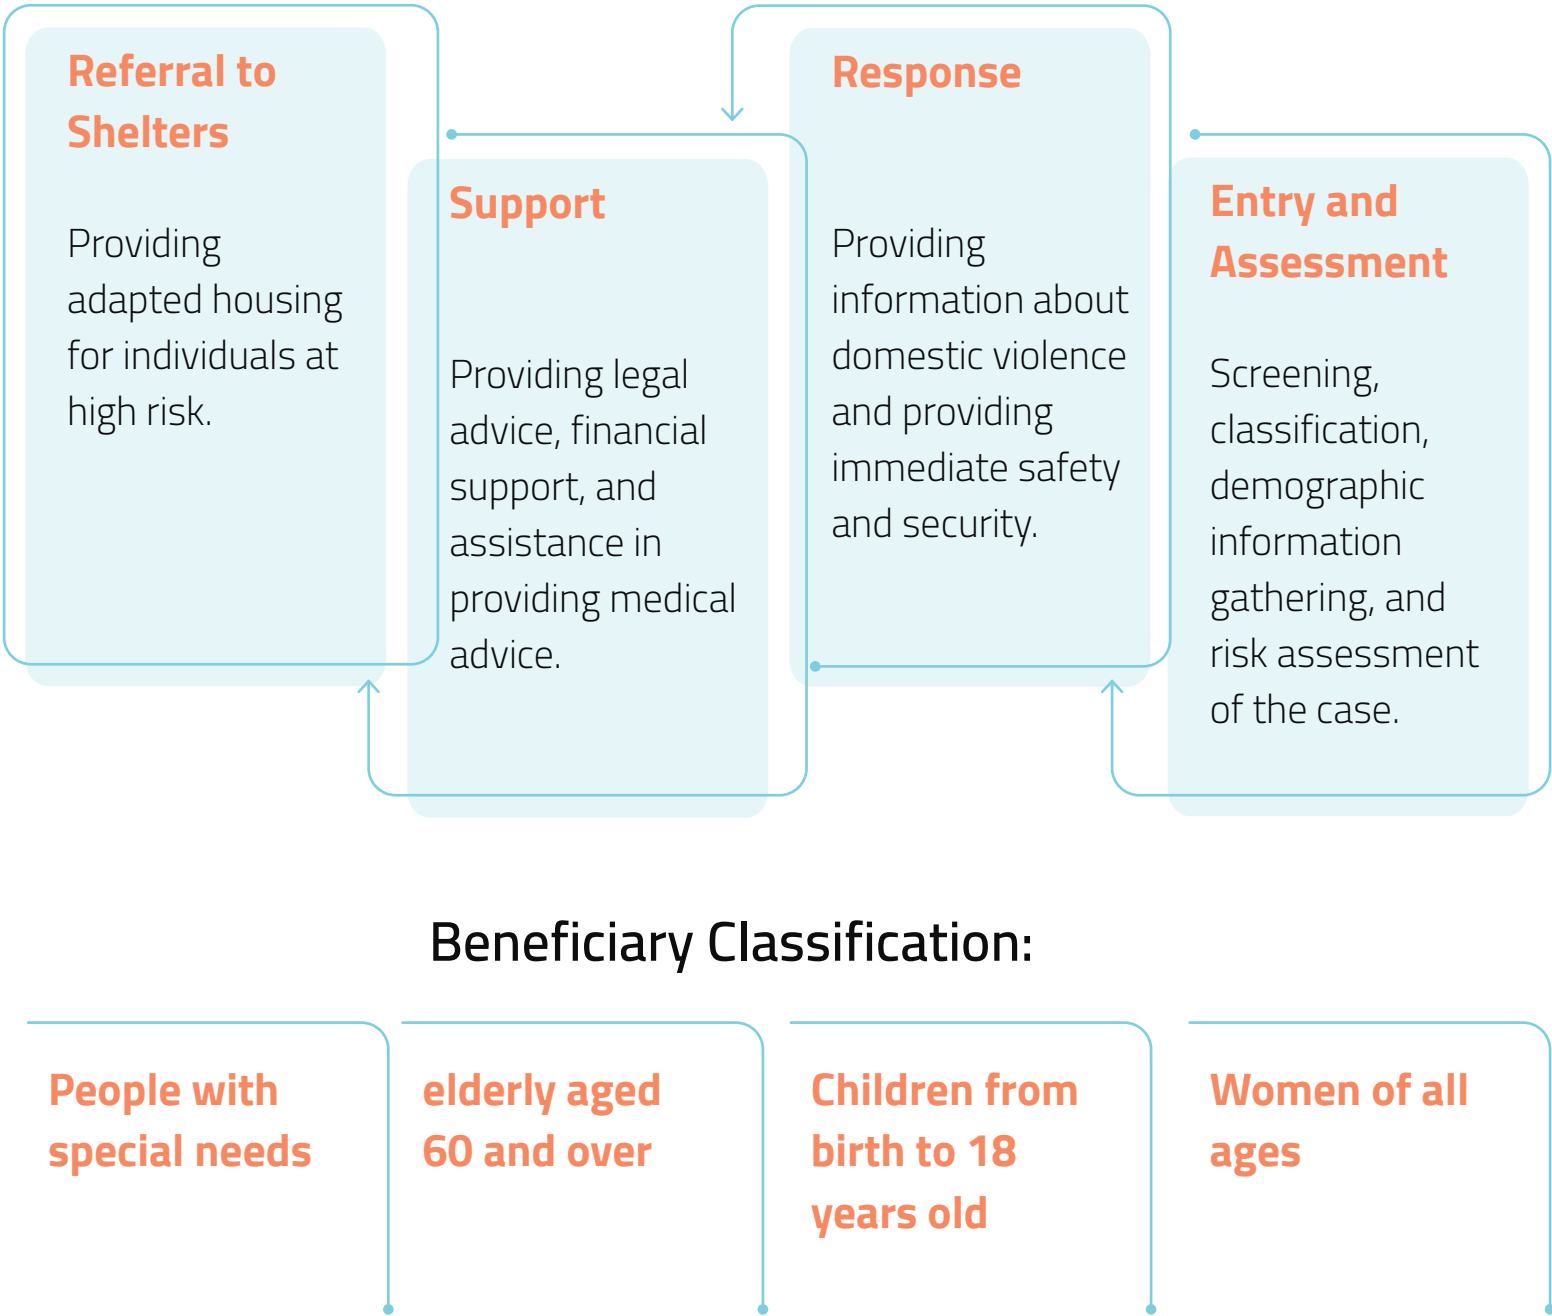 Referral to
Shelters
Providing
adapted housing
for individuals at
high risk.
Support
Providing legal
advice, financial
support, and
assistance in
providing medical
advice.
Response
Providing
information about
domestic violence
and providing
immediate safety
and security.
Entry and
Assessment
Screening,
classification,
demographic
information
gathering, and
risk assessment
of the case.
Beneficiary Classification:
People with
special needs
elderly aged
60 and over
Children from
birth to 18
years old
Women of all
ages